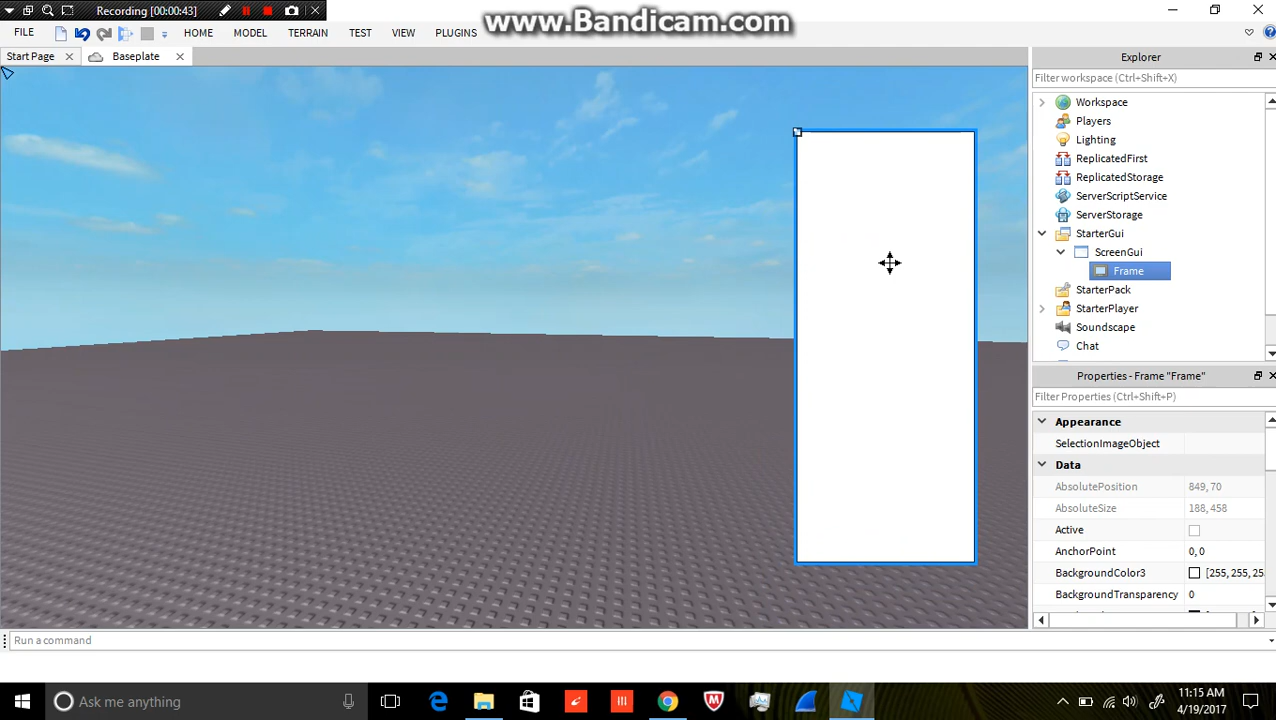 Recording [00:00:43]
www.Bandicam.com
FILE HOME MODEL TERRAIN TEST VIEW PLUGINS
Start Page Baseplate
Explorer
Filter workspace (Ctrl+Shift+X)
Workspace
Players
Lighting
ReplicatedFirst
ReplicatedStorage
ServerScriptService
ServerStorage
StarterGui
ScreenGui
Frame
StarterPack
StarterPlayer
Soundscape
Chat
Properties - Frame "Frame"
Filter Properties (Ctrl+Shift+P)
Appearance
SelectionImageObject
Data
AbsolutePosition 849, 70
AbsoluteSize 188, 458
Active
AnchorPoint 0, 0
BackgroundColor3 [255, 255, 25
BackgroundTransparency 0
Run a command
Ask me anything
11:15 AM
4/19/2017